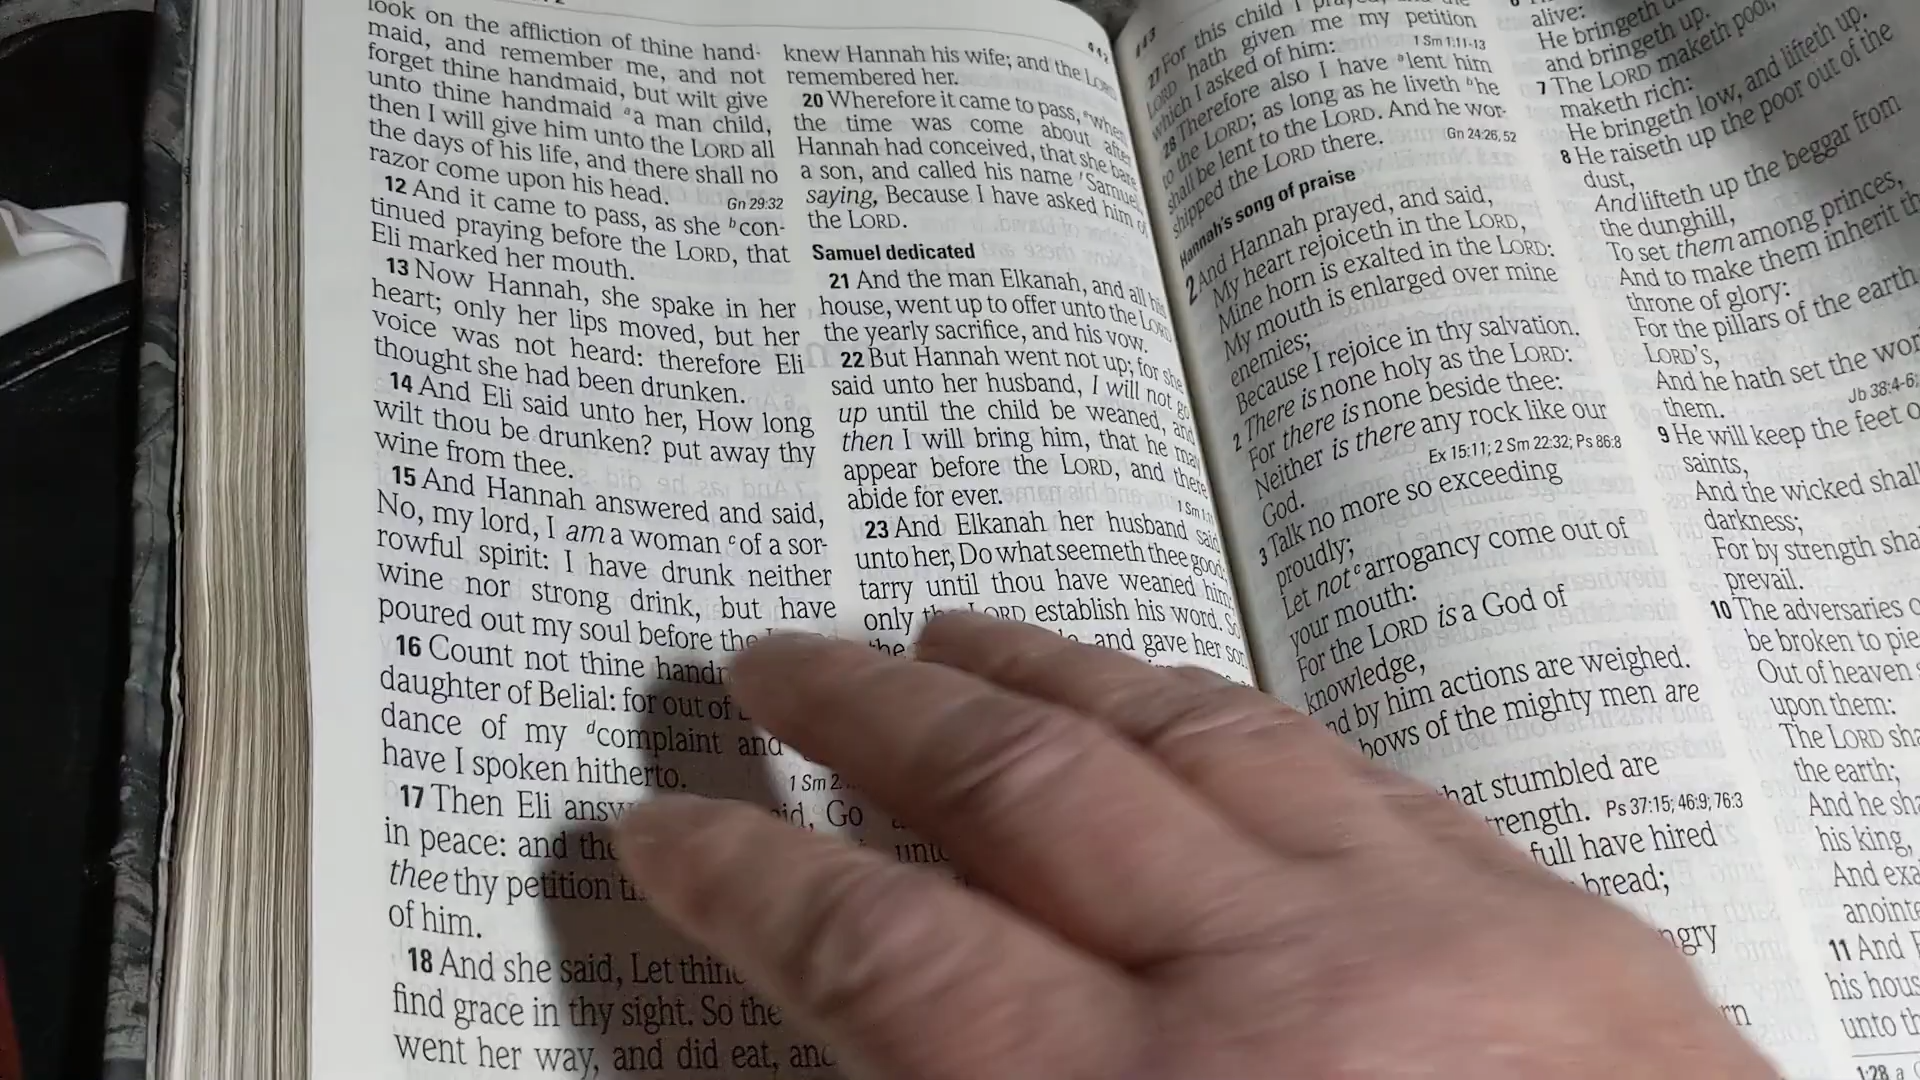 look on the affliction of thine hand-
maid, and remember me, and not
forget thine handmaid, but wilt give
unto thine handmaid a a man child,
then I will give him unto the LORD all
the days of his life, and there shall no
razor come upon his head.
Gn 29:32
12 And it came to pass, as she b con-
tinued praying before the LORD, that
Eli marked her mouth.
13 Now Hannah, she spake in her
heart; only her lips moved, but her
voice was not heard: therefore Eli
thought she had been drunken.
14 And Eli said unto her, How long
wilt thou be drunken? put away thy
wine from thee.
15 And Hannah answered and said,
No, my lord, I am a woman c of a sor-
rowful spirit: I have drunk neither
wine nor strong drink, but have
poured out my soul before the
16 Count not thine
daughter of Belial: for out of
dance of my d complaint and
have I spoken hitherto.
1 Sm
17 Then Eli Go
in peace: and
thee thy petition
of him.
18 And she said, Let
find grace in thy sight. So the
went her way, and did eat,
442
knew Hannah his wife; and the LORD
remembered her.
20 Wherefore it came to pass, when
the time was come about after
Hannah had conceived, that she bare
a son, and called his name Samuel,
saying, Because I have asked him of
the LORD.
Samuel dedicated
21 And the man Elkanah, and all his
house, went up to offer unto the LORD
the yearly sacrifice, and his vow.
22 But Hannah went not up; for she
said unto her husband, I will not go
up until the child be weaned, and
then I will bring him, that he may
appear before the LORD, and there
abide for ever.
23 And Elkanah her husband said
unto her, Do what seemeth thee good;
tarry until thou have weaned him;
only LORD establish his word. So
and gave her son
443
27 For this child I
LORD hath given me my petition
which I asked of him:
1 Sm 1:11-13
28 Therefore also I have lent him
to the LORD; as long as he liveth he
shall be lent to the LORD. And he wor-
shipped the LORD there.
Gn 24:26, 52
Hannah's song of praise
2 And Hannah prayed, and said,
My heart rejoiceth in the LORD,
Mine horn is exalted in the LORD:
My mouth is enlarged over mine
enemies;
Because I rejoice in thy salvation.
2 There is none holy as the LORD:
For there is none beside thee:
Neither is there any rock like our
God.
Ex 15:11; 2 Sm 22:32; Ps 86:8
3 Talk no more so exceeding
proudly;
Let not c arrogancy come out of
your mouth:
For the LORD is a God of
knowledge,
by him actions are weighed.
bows of the mighty men are
that stumbled are
Ps 37:15; 46:9; 76:3
full have hired
bread;
alive:
He bringeth
and bringeth up.
7 The LORD maketh poor,
maketh rich:
He bringeth low, and lifteth up.
8 He raiseth up the poor out of the
dust,
And lifteth up the beggar from
the dunghill,
To set them among princes,
And to make them inherit
throne of glory:
For the pillars of the earth
LORD'S,
And he hath set the
them.
Jb 38:4-6;
9 He will keep the feet
saints,
And the wicked shall
darkness;
For by strength
prevail.
10 The adversaries
be broken to
Out of heaven
upon them:
The LORD
the earth;
And he
his king,
And
11 And
his
unto
1:28 a